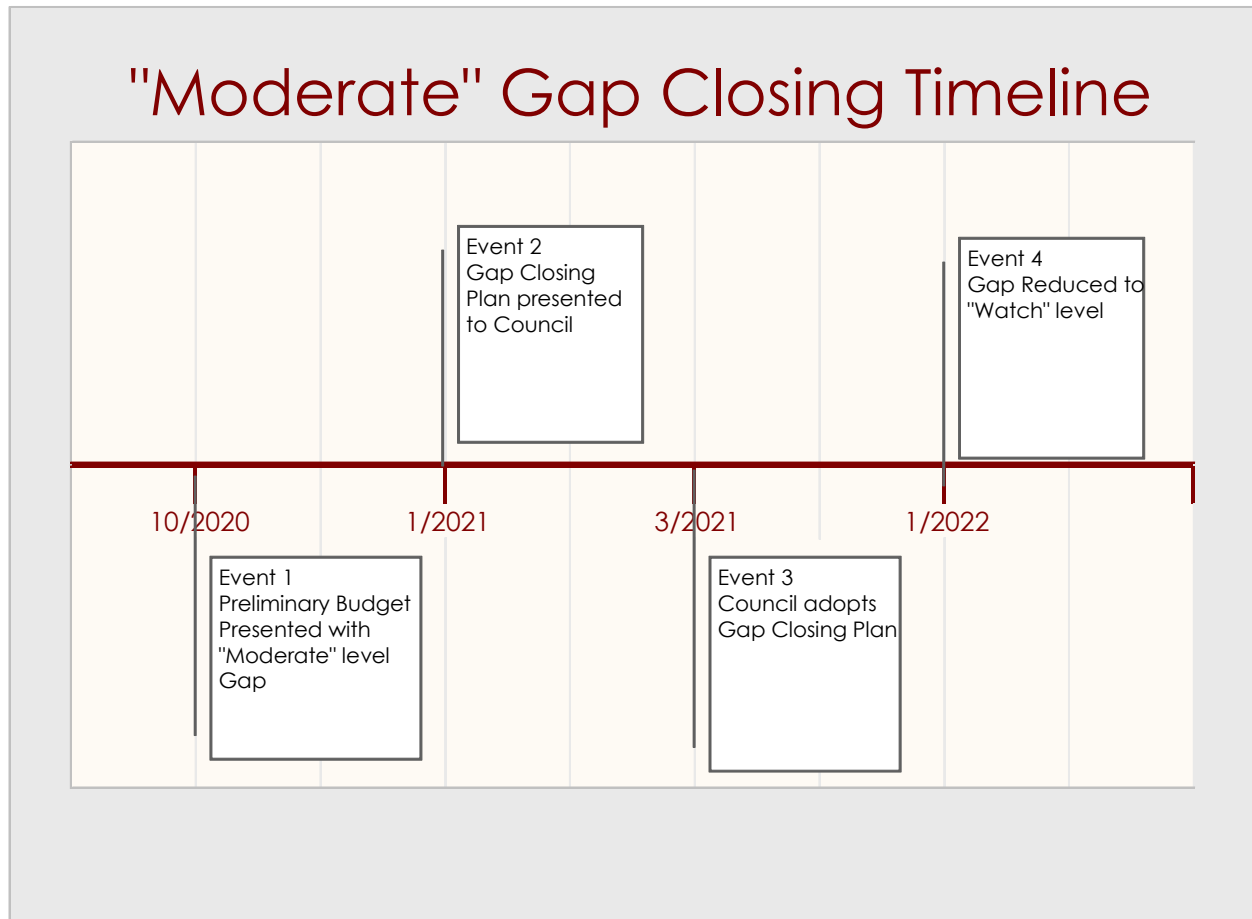 "Moderate" Gap Closing Timeline
Event 2
Gap Closing
Plan presented
to Council
Event 4
Gap Reduced to
"Watch" level
10/2020
1/2021
3/2021
1/2022
Event 1
Preliminary Budget
Presented with
"Moderate" level
Gap
Event 3
Council adopts
Gap Closing Plan